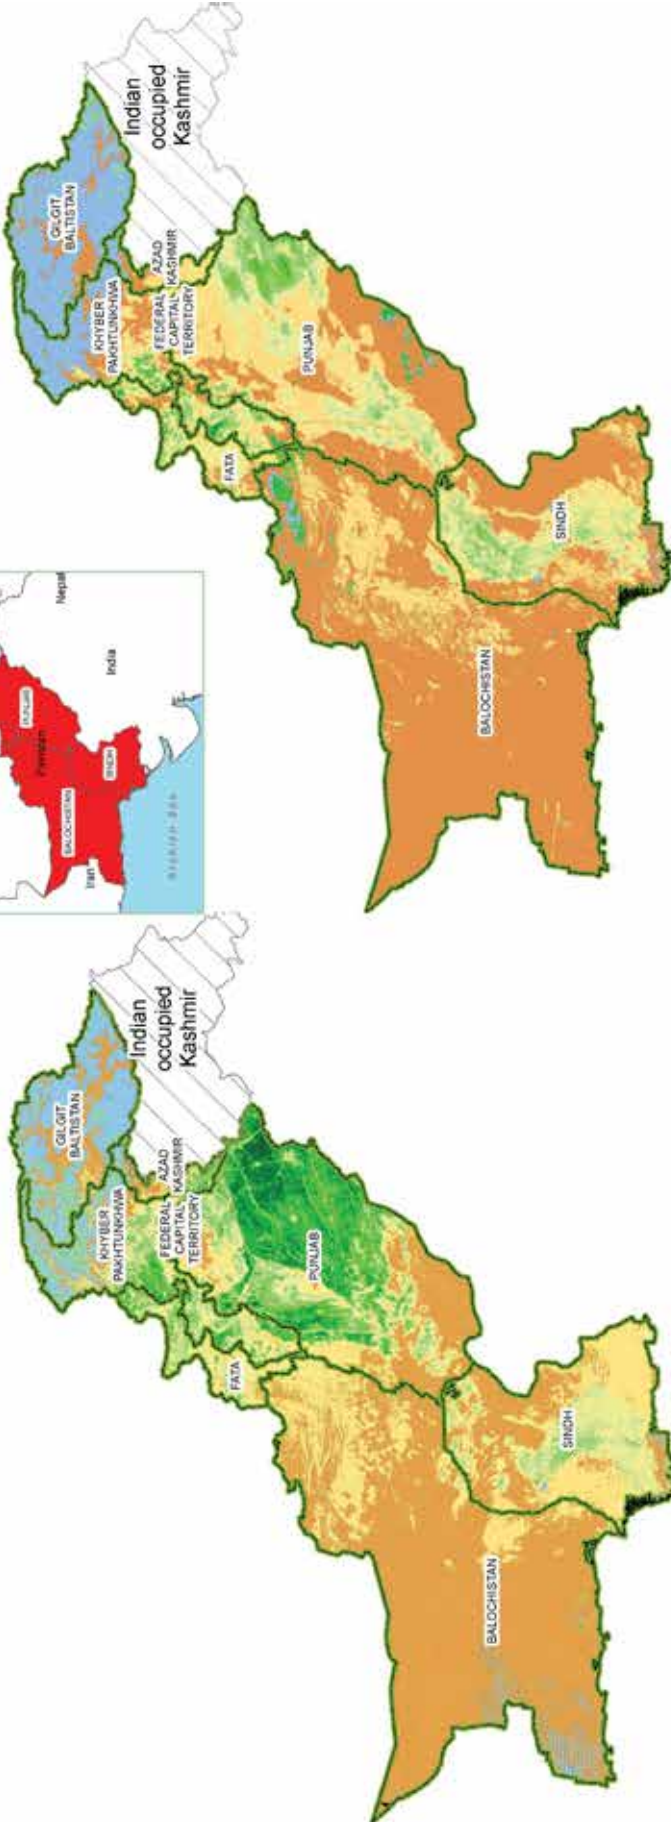 Indian
occupied
Kashmir
GILGIT
BALTISTAN
KHYBER
PAKHTUNKHWA
AZAD
KASHMIR
FEDERAL
CAPITAL
TERRITORY
FATA
PUNJAB
SINDH
BALOCHISTAN
Nepal
India
PUNJAB
Pakistan
SINDH
BALOCHISTAN
Iran
Arabian Sea
Indian
occupied
Kashmir
GILGIT
BALTISTAN
KHYBER
PAKHTUNKHWA
AZAD
KASHMIR
FEDERAL
CAPITAL
TERRITORY
FATA
PUNJAB
SINDH
BALOCHISTAN